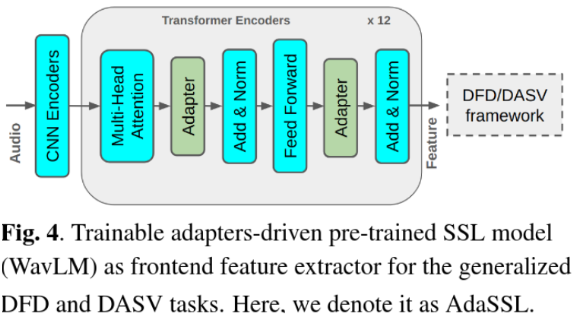 Transformer Encoders
x 12
Audio
CNN Encoders
Multi-Head
Attention
Adapter
Add & Norm
Feed Forward
Adapter
Add & Norm
Feature
DFD/DASV
framework
Fig. 4. Trainable adapters-driven pre-trained SSL model
(WavLM) as frontend feature extractor for the generalized
DFD and DASV tasks. Here, we denote it as AdaSSL.